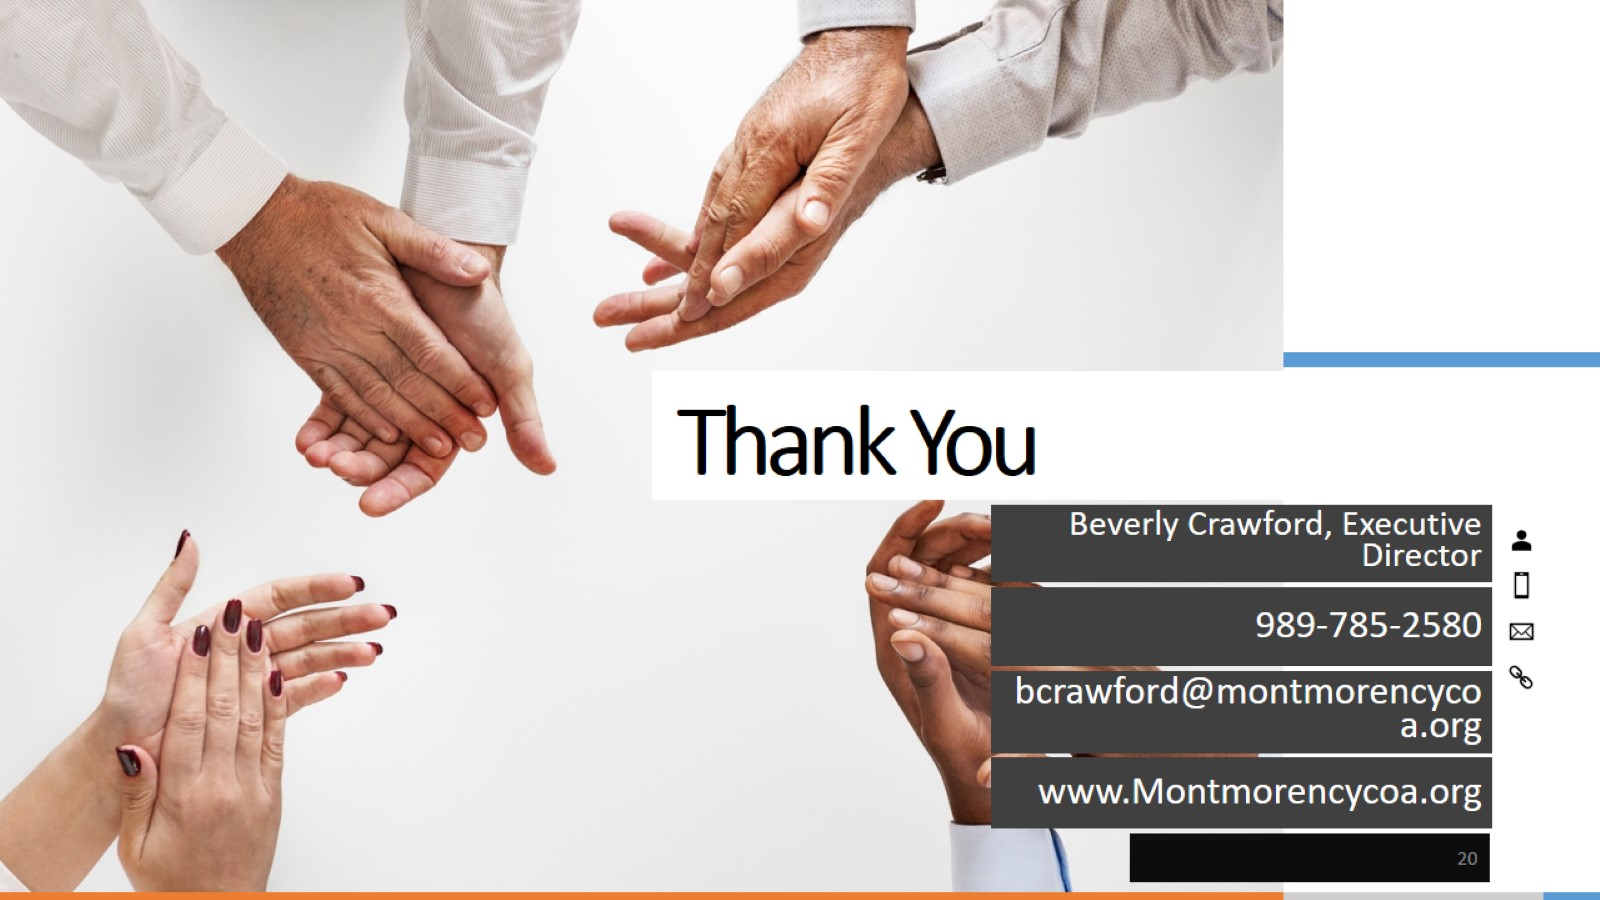 Thank You
Beverly Crawford, Executive
Director
989-785-2580
bcrawford@montmorencyco
a.org
www.Montmorencycoa.org
20